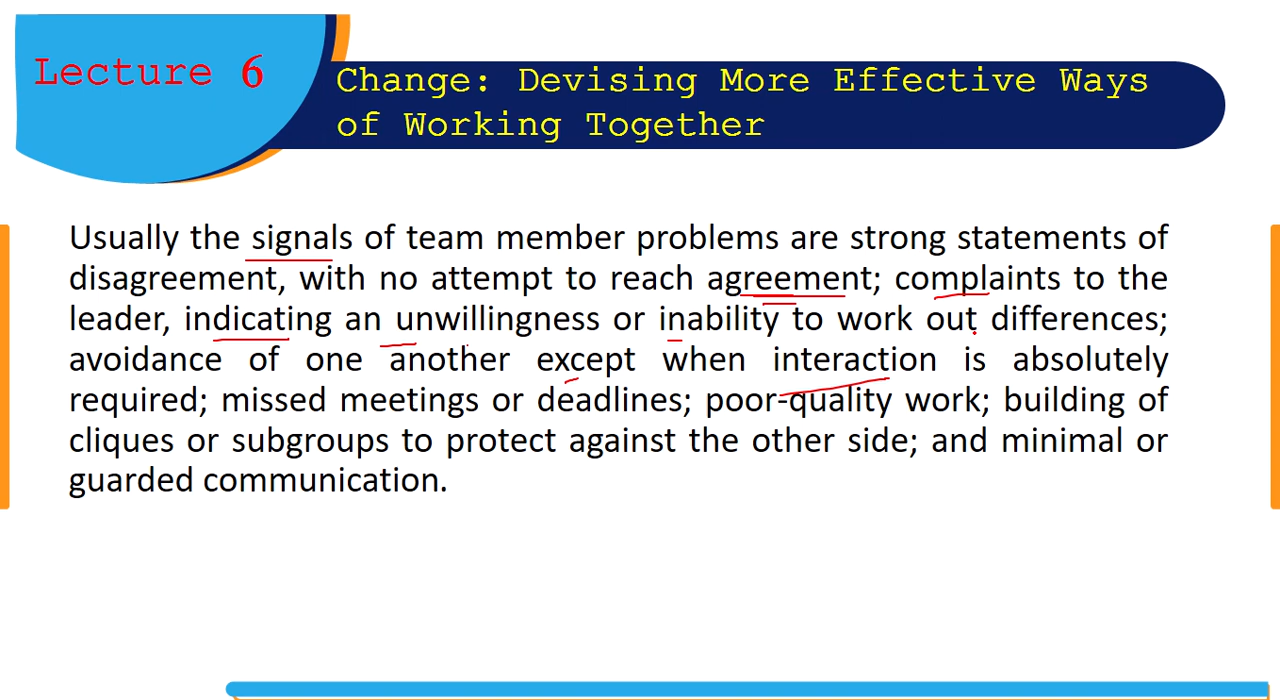 Lecture 6
Change: Devising More Effective Ways
of Working Together
Usually the signals of team member problems are strong statements of
disagreement, with no attempt to reach agreement; complaints to the
leader, indicating an unwillingness or inability to work out differences;
avoidance of one another except when interaction is absolutely
required; missed meetings or deadlines; poor-quality work; building of
cliques or subgroups to protect against the other side; and minimal or
guarded communication.